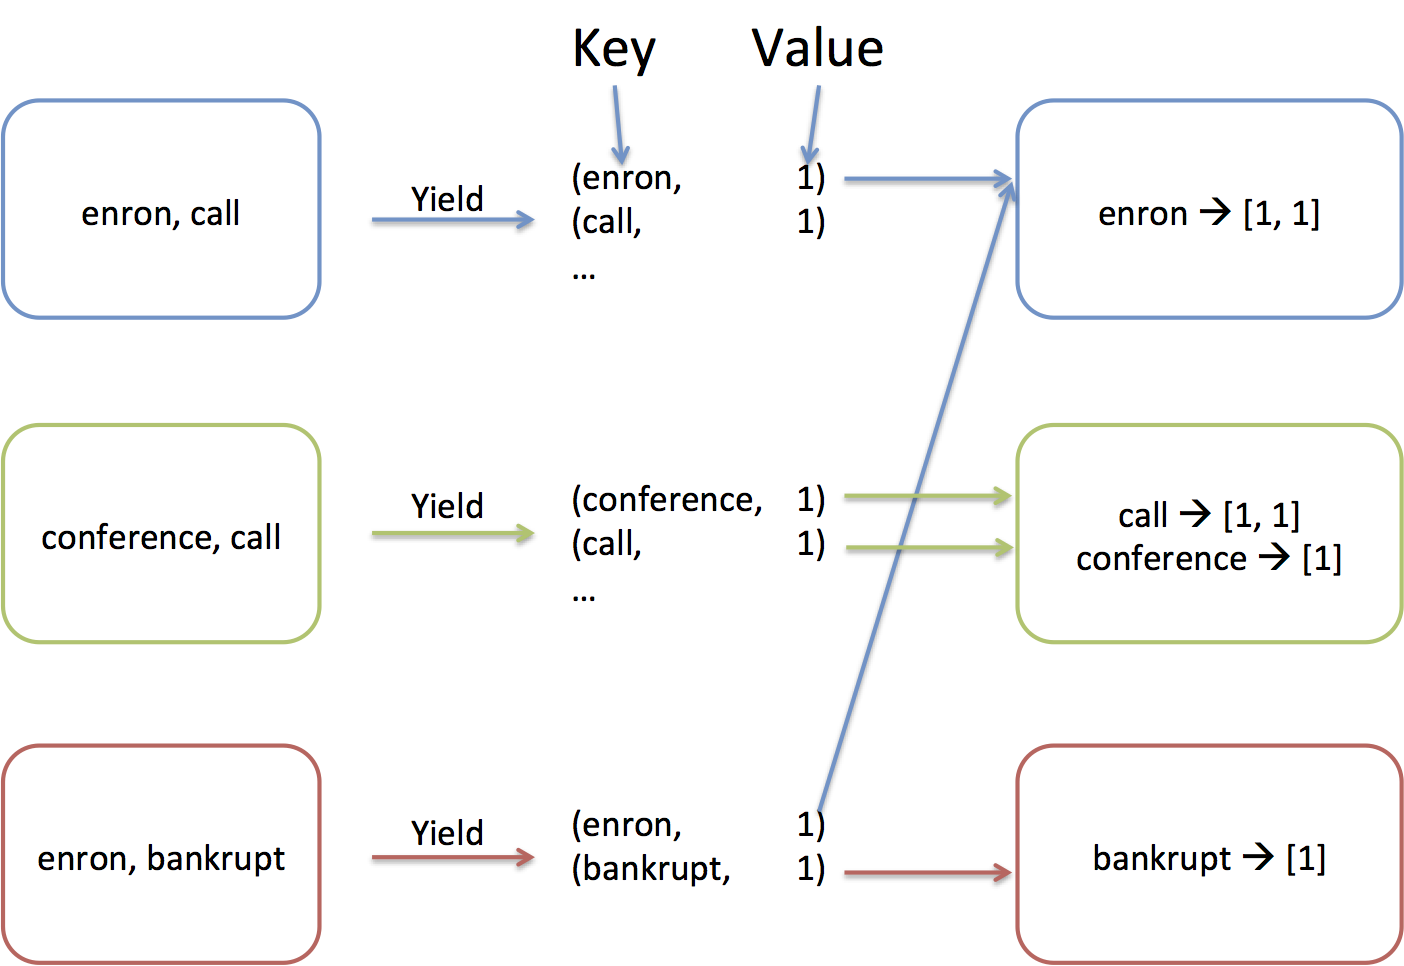 Key Value
enron, call
Yield
(enron, 1)
(call, 1)
...
enron → [1, 1]
conference, call
Yield
(conference, 1)
(call, 1)
...
call → [1, 1]
conference → [1]
enron, bankrupt
Yield
(enron, 1)
(bankrupt, 1)
bankrupt → [1]